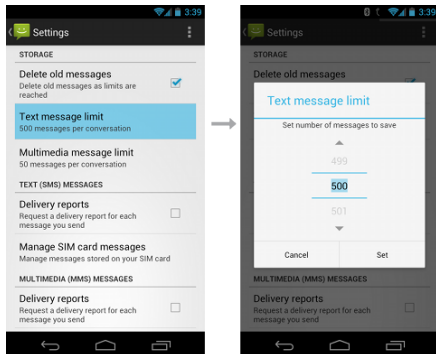 3:39
Settings
STORAGE
Delete old messages
Delete old messages as limits are
reached
Text message limit
500 messages per conversation
Multimedia message limit
50 messages per conversation
TEXT (SMS) MESSAGES
Delivery reports
Request a delivery report for each
message you send
Manage SIM card messages
Manage messages stored on your SIM
card
MULTIMEDIA (MMS) MESSAGES
Delivery reports
Request a delivery report for each
message you send
3:39
Settings
STORAGE
Delete old messages
Text message limit
Set number of messages to save
499
500
501
Cancel
Set
MULTIMEDIA (MMS) MESSAGES
Delivery reports
Request a delivery report for each
message you send